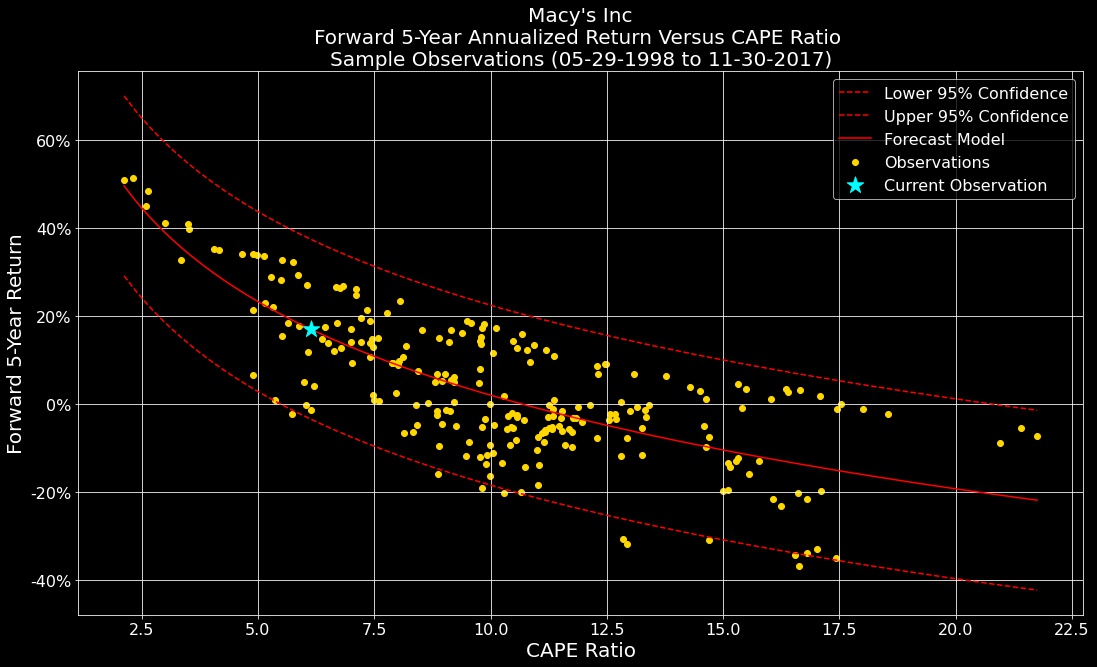 Macy's Inc
Forward 5-Year Annualized Return Versus CAPE Ratio
Sample Observations (05-29-1998 to 11-30-2017)
Lower 95% Confidence
Upper 95% Confidence
Forecast Model
Observations
Current Observation
Forward 5-Year Return
60%
40%
20%
0%
-20%
-40%
2.5 5.0 7.5 10.0 12.5 15.0 17.5 20.0 22.5
CAPE Ratio